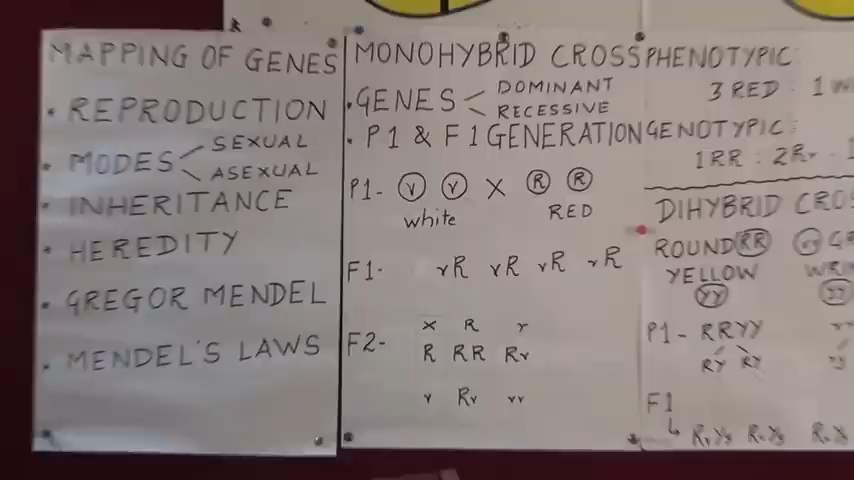 MAPPING OF GENES
• REPRODUCTION
• MODES SEXUAL
ASEXUAL
• INHERITANCE
• HEREDITY
• GREGOR MENDEL
• MENDEL'S LAWS
MONOHYBRID CROSS
• GENES DOMINANT
RECESSIVE
• P1 & F1 GENERATION
P1- r r X R R
white RED
F1- rR rR rR rR
F2- x R r
R RR Rr
r Rr rr
PHENOTYPIC:
3 RED : 1
GENOTYPIC:
1RR : 2Rr
DIHYBRID
ROUND RR
YELLOW
YY
P1- RRYY
RY RY
F1
RrYy RrYy